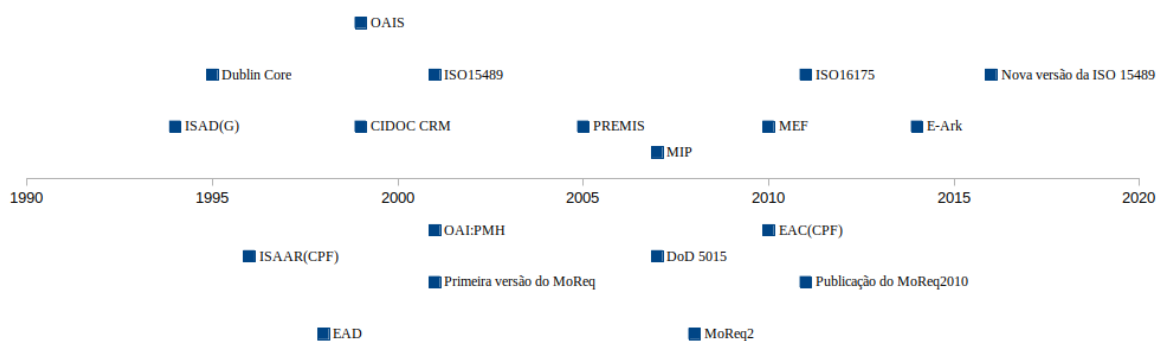 OAIS
Dublin Core
ISO15489
ISO16175
Nova versão da ISO 15489
ISAD(G)
CIDOC CRM
PREMIS
MEF
E-Ark
MIP
1990 1995 2000 2005 2010 2015 2020
OAI:PMH
EAC(CPF)
ISAAR(CPF)
DoD 5015
Primeira versão do MoReq
Publicação do MoReq2010
EAD
MoReq2